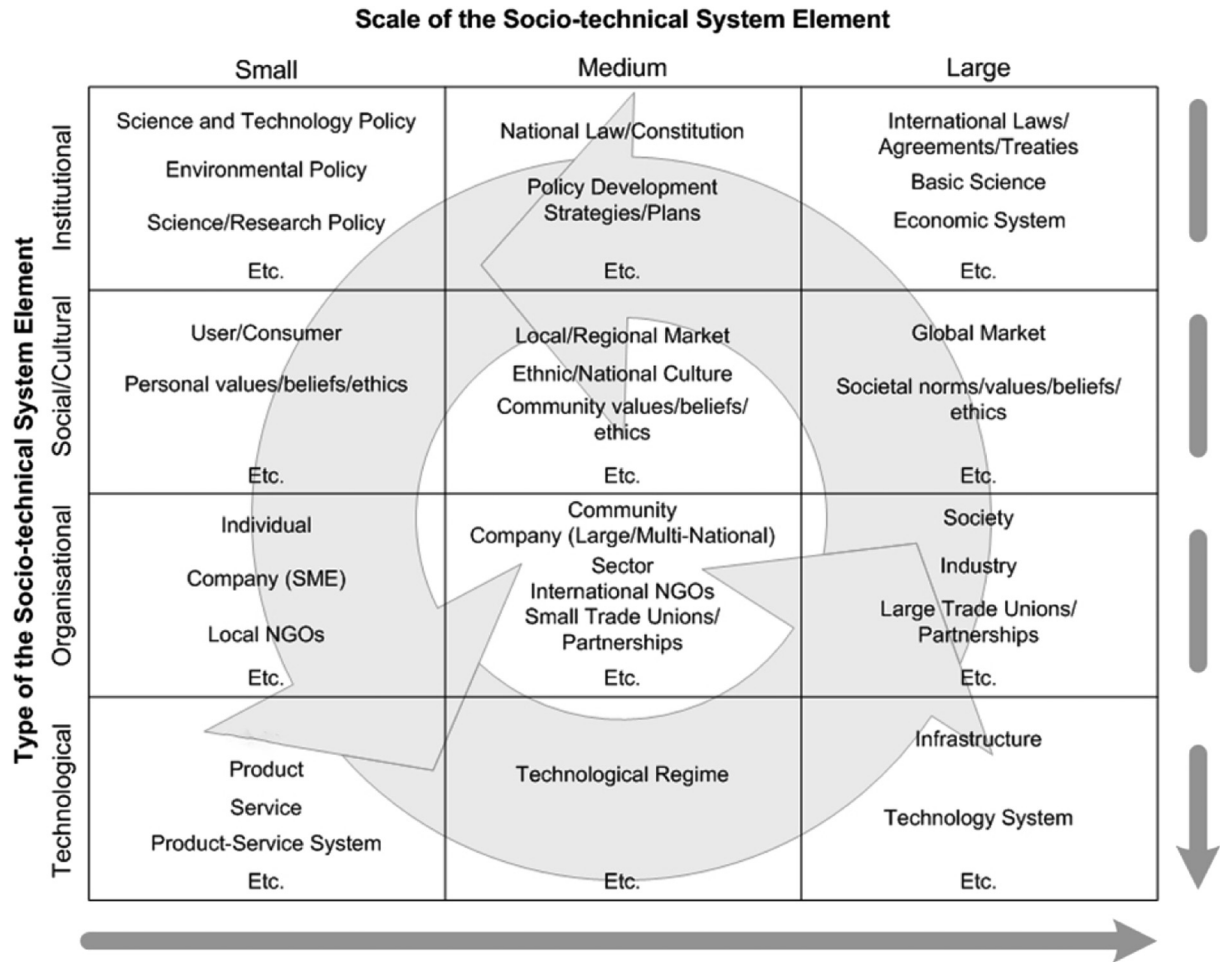 Scale of the Socio-technical System Element
Small
Medium
Large
Type of the Socio-technical System Element
Institutional
Science and Technology Policy
Environmental Policy
Science/Research Policy
Etc.
National Law/Constitution
Policy Development
Strategies/Plans
Etc.
International Laws/
Agreements/Treaties
Basic Science
Economic System
Etc.
Social/Cultural
User/Consumer
Personal values/beliefs/ethics
Etc.
Local/Regional Market
Ethnic/National Culture
Community values/beliefs/
ethics
Etc.
Global Market
Societal norms/values/beliefs/
ethics
Etc.
Organisational
Individual
Company (SME)
Local NGOs
Etc.
Community
Company (Large/Multi-National)
Sector
International NGOs
Small Trade Unions/
Partnerships
Etc.
Society
Industry
Large Trade Unions/
Partnerships
Etc.
Technological
Product
Service
Product-Service System
Etc.
Technological Regime
Etc.
Infrastructure
Technology System
Etc.